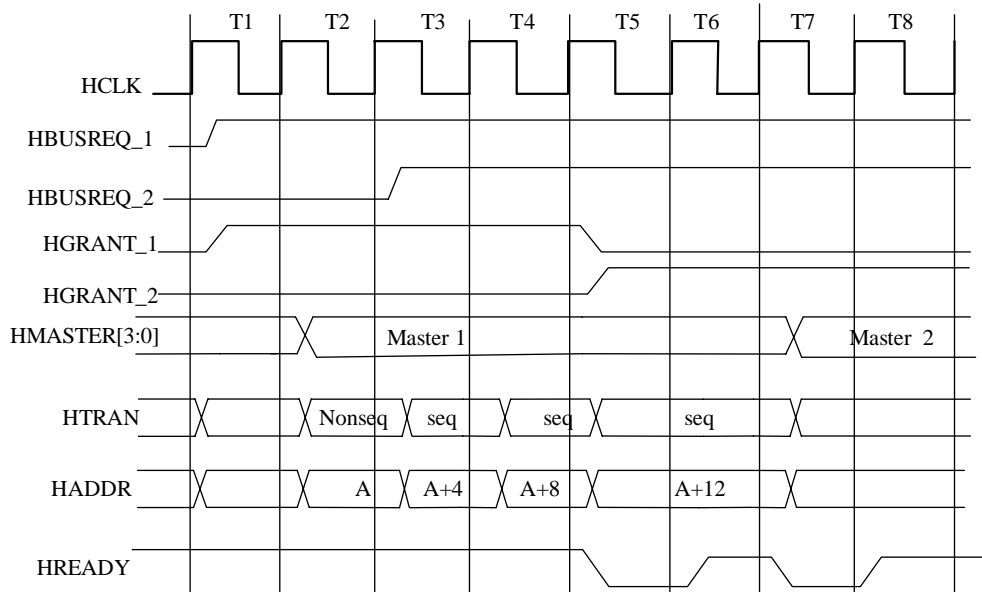 T1 T2 T3 T4 T5 T6 T7 T8
HCLK
HBUSREQ_1
HBUSREQ_2
HGRANT_1
HGRANT_2
HMASTER[3:0] Master 1 Master 2
HTRAN Nonseq seq seq seq
HADDR A A+4 A+8 A+12
HREADY